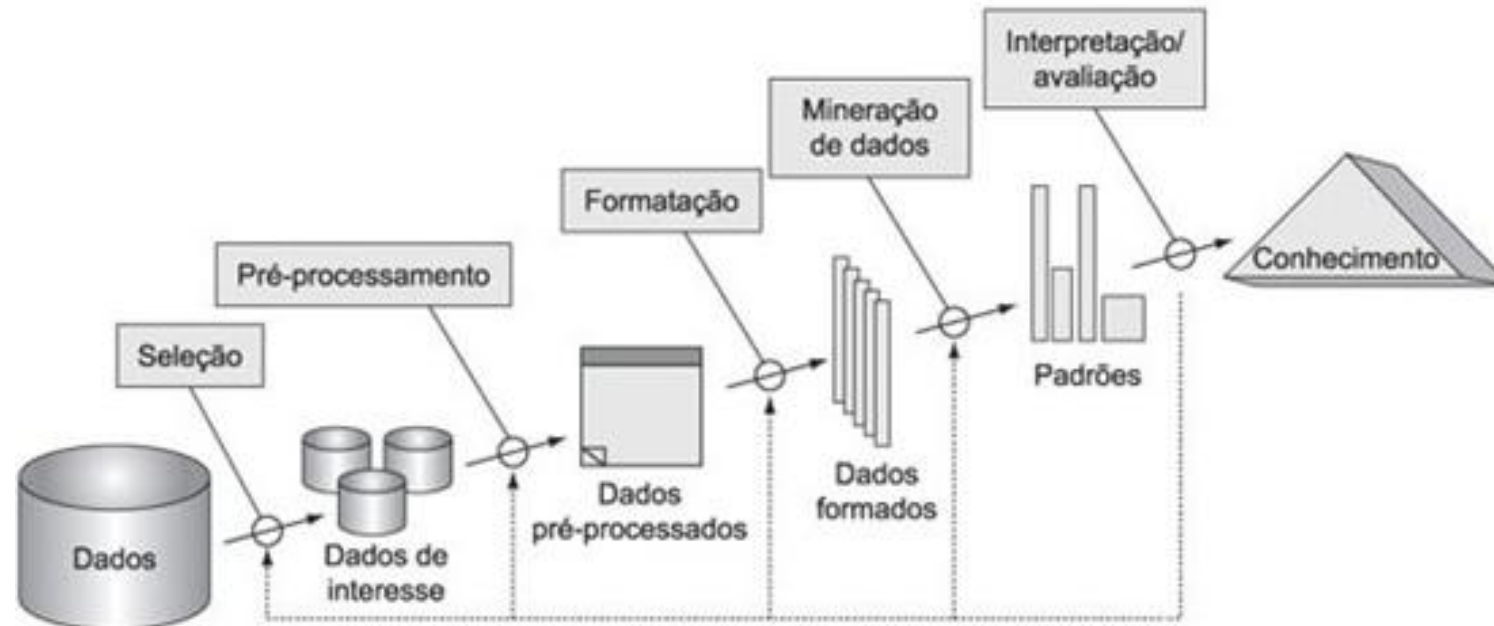 Interpretação/
avaliação
Mineração
de dados
Formatação
Pré-processamento
Seleção
Conhecimento
Padrões
Dados
formados
Dados
pré-processados
Dados de
interesse
Dados